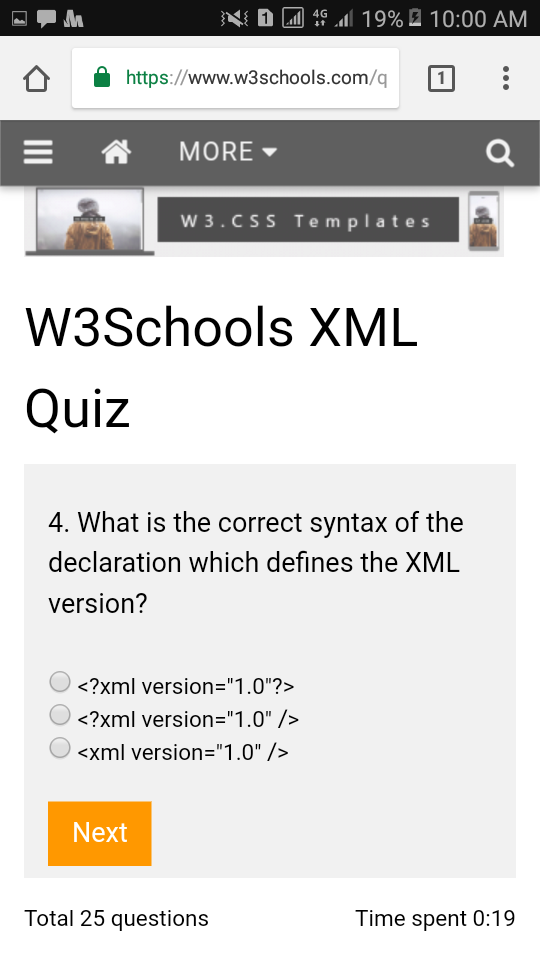 1 4G 19% 10:00 AM
https://www.w3schools.com/q 1
MORE
W3.CSS Templates
W3Schools XML
Quiz
4. What is the correct syntax of the
declaration which defines the XML
version?
<?xml version="1.0"?>
<?xml version="1.0" />
<xml version="1.0" />
Next
Total 25 questions Time spent 0:19